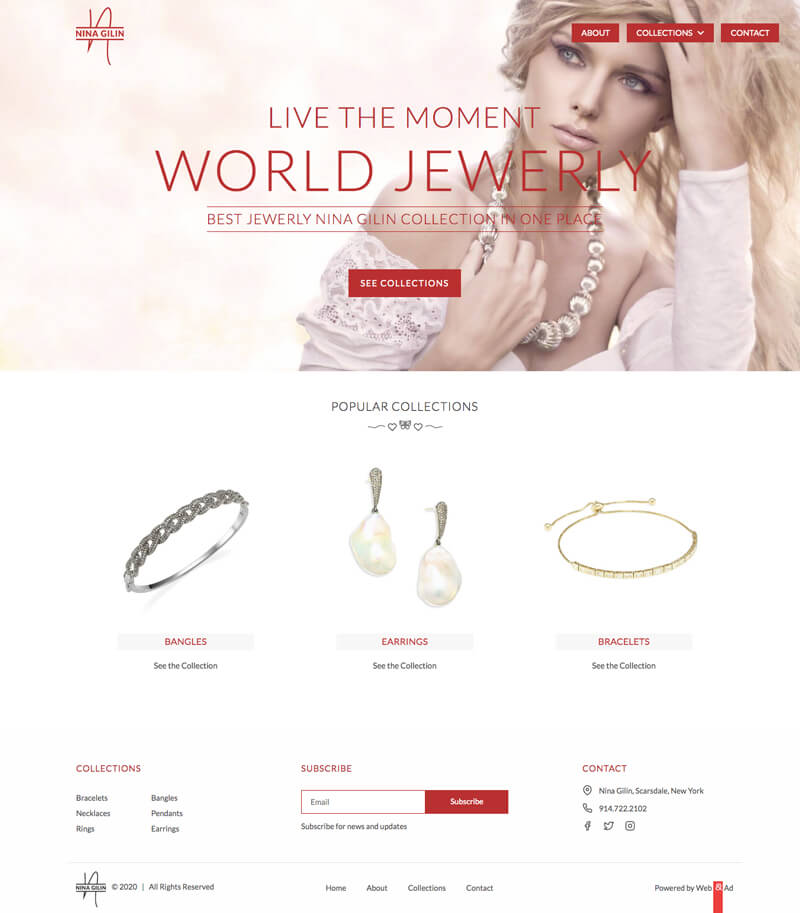 NINA GILIN
ABOUT
COLLECTIONS
CONTACT
LIVE THE MOMENT
WORLD JEWERLY
BEST JEWERLY NINA GILIN COLLECTION IN ONE PLACE
SEE COLLECTIONS
POPULAR COLLECTIONS
BANGLES
EARRINGS
BRACELETS
See the Collection
See the Collection
See the Collection
COLLECTIONS
Bracelets
Bangles
Necklaces
Pendants
Rings
Earrings
SUBSCRIBE
Email
Subscribe
Subscribe for news and updates
CONTACT
Nina Gilin, Scarsdale, New York
914.722.2102
NINA GILIN
© 2020 | All Rights Reserved
Home
About
Collections
Contact
Powered by Web & Ad